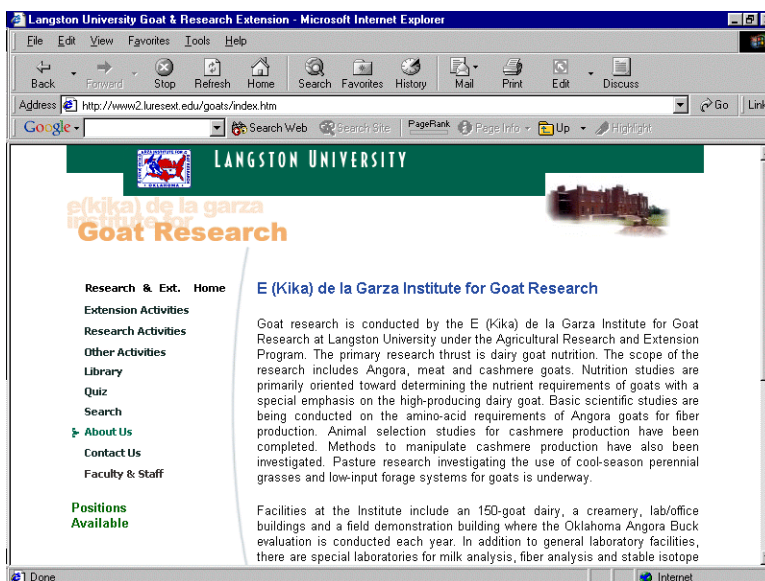 Langston University Goat & Research Extension - Microsoft Internet Explorer
File Edit View Favorites Tools Help
Back Forward Stop Refresh Home Search Favorites History Mail Print Edit Discuss
Address http://www2.luresext.edu/goats/index.htm Go Link
Google Search Web Search Site PageRank Page Info Up Highlight
LANGSTON UNIVERSITY
OKLAHOMA
e(kika) de la garza
institute for
Goat Research
Research & Ext. Home
Extension Activities
Research Activities
Other Activities
Library
Quiz
Search
About Us
Contact Us
Faculty & Staff
Positions
Available
E (Kika) de la Garza Institute for Goat Research
Goat research is conducted by the E (Kika) de la Garza Institute for Goat
Research at Langston University under the Agricultural Research and Extension
Program. The primary research thrust is dairy goat nutrition. The scope of the
research includes Angora, meat and cashmere goats. Nutrition studies are
primarily oriented toward determining the nutrient requirements of goats with a
special emphasis on the high-producing dairy goat. Basic scientific studies are
being conducted on the amino-acid requirements of Angora goats for fiber
production. Animal selection studies for cashmere production have been
completed. Methods to manipulate cashmere production have also been
investigated. Pasture research investigating the use of cool-season perennial
grasses and low-input forage systems for goats is underway.
Facilities at the Institute include an 150-goat dairy, a creamery, lab/office
buildings and a field demonstration building where the Oklahoma Angora Buck
evaluation is conducted each year. In addition to general laboratory facilities,
there are special laboratories for milk analysis, fiber analysis and stable isotope
Done Internet